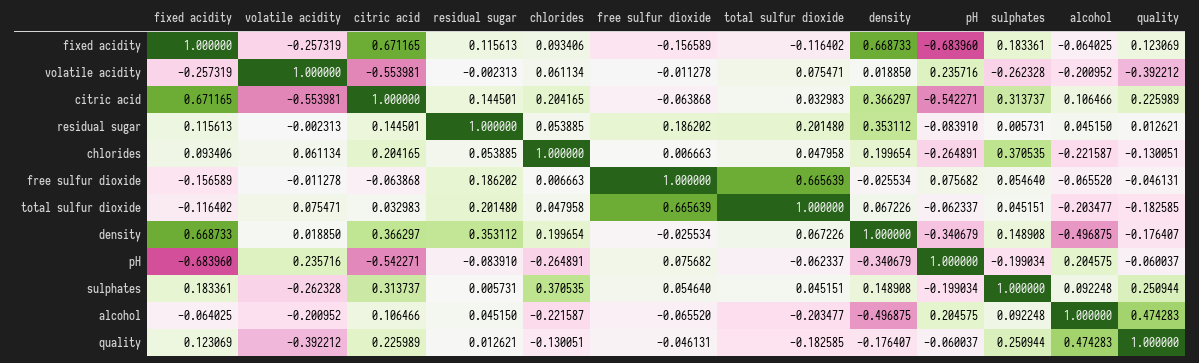 fixed acidity volatile acidity citric acid residual sugar chlorides free sulfur dioxide total sulfur dioxide density pH sulphates alcohol quality
fixed acidity 1.000000 −0.257319 0.671165 0.115613 0.093406 −0.156589 −0.116402 0.668733 −0.683960 0.183361 −0.064025 0.123069
volatile acidity −0.257319 1.000000 −0.553981 −0.002313 0.061134 −0.011278 0.075471 0.018850 0.235716 −0.262328 −0.200952 −0.392212
citric acid 0.671165 −0.553981 1.000000 0.144501 0.204165 −0.063868 0.032983 0.366297 −0.542271 0.313737 0.106466 0.225989
residual sugar 0.115613 −0.002313 0.144501 1.000000 0.053885 0.186202 0.201480 0.353112 −0.083910 0.005731 0.045150 0.012621
chlorides 0.093406 0.061134 0.204165 0.053885 1.000000 0.006663 0.047958 0.199654 −0.264891 0.370535 −0.221587 −0.130051
free sulfur dioxide −0.156589 −0.011278 −0.063868 0.186202 0.006663 1.000000 0.665639 −0.025534 0.075682 0.054640 −0.065520 −0.046131
total sulfur dioxide −0.116402 0.075471 0.032983 0.201480 0.047958 0.665639 1.000000 0.067226 −0.062337 0.045151 −0.203477 −0.182585
density 0.668733 0.018850 0.366297 0.353112 0.199654 −0.025534 0.067226 1.000000 −0.340679 0.148908 −0.496875 −0.176407
pH −0.683960 0.235716 −0.542271 −0.083910 −0.264891 0.075682 −0.062337 −0.340679 1.000000 −0.199034 0.204575 −0.060037
sulphates 0.183361 −0.262328 0.313737 0.005731 0.370535 0.054640 0.045151 0.148908 −0.199034 1.000000 0.092248 0.250944
alcohol −0.064025 −0.200952 0.106466 0.045150 −0.221587 −0.065520 −0.203477 −0.496875 0.204575 0.092248 1.000000 0.474283
quality 0.123069 −0.392212 0.225989 0.012621 −0.130051 −0.046131 −0.182585 −0.176407 −0.060037 0.250944 0.474283 1.000000